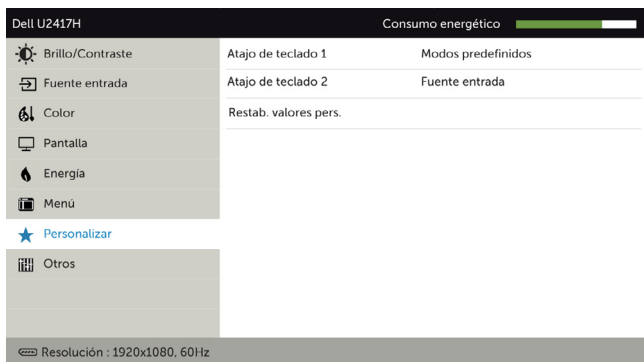 Dell U2417H Consumo energético
Brillo/Contraste Atajo de teclado 1 Modos predefinidos
Fuente entrada Atajo de teclado 2 Fuente entrada
Color Restab. valores pers.
Pantalla
Energía
Menú
Personalizar
Otros
Resolución : 1920x1080, 60Hz